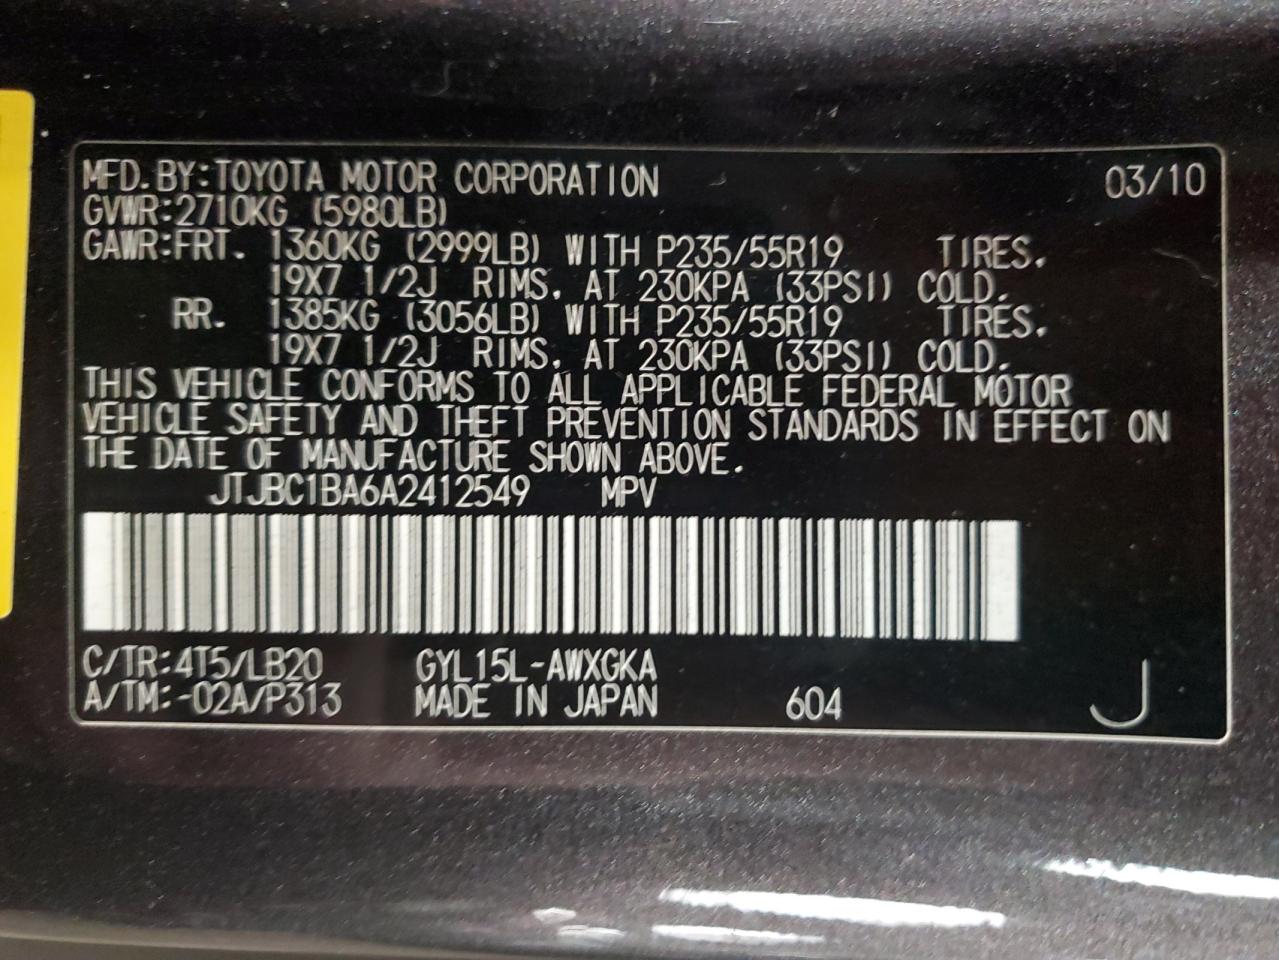 MFD.BY:TOYOTA MOTOR CORPORATION 03/10
GVWR:2710KG (5980LB)
GAWR:FRT. 1360KG (2999LB) WITH P235/55R19 TIRES.
19X7 1/2J RIMS, AT 230KPA (33PSI) COLD.
RR. 1385KG (3056LB) WITH P235/55R19 TIRES.
19X7 1/2J RIMS, AT 230KPA (33PSI) COLD.
THIS VEHICLE CONFORMS TO ALL APPLICABLE FEDERAL MOTOR
VEHICLE SAFETY AND THEFT PREVENTION STANDARDS IN EFFECT ON
THE DATE OF MANUFACTURE SHOWN ABOVE.
JTJBC1BA6A2412549 MPV
C/TR:4T5/LB20 GYL15L-AWXGKA
A/TM:-02A/P313 MADE IN JAPAN 604 J